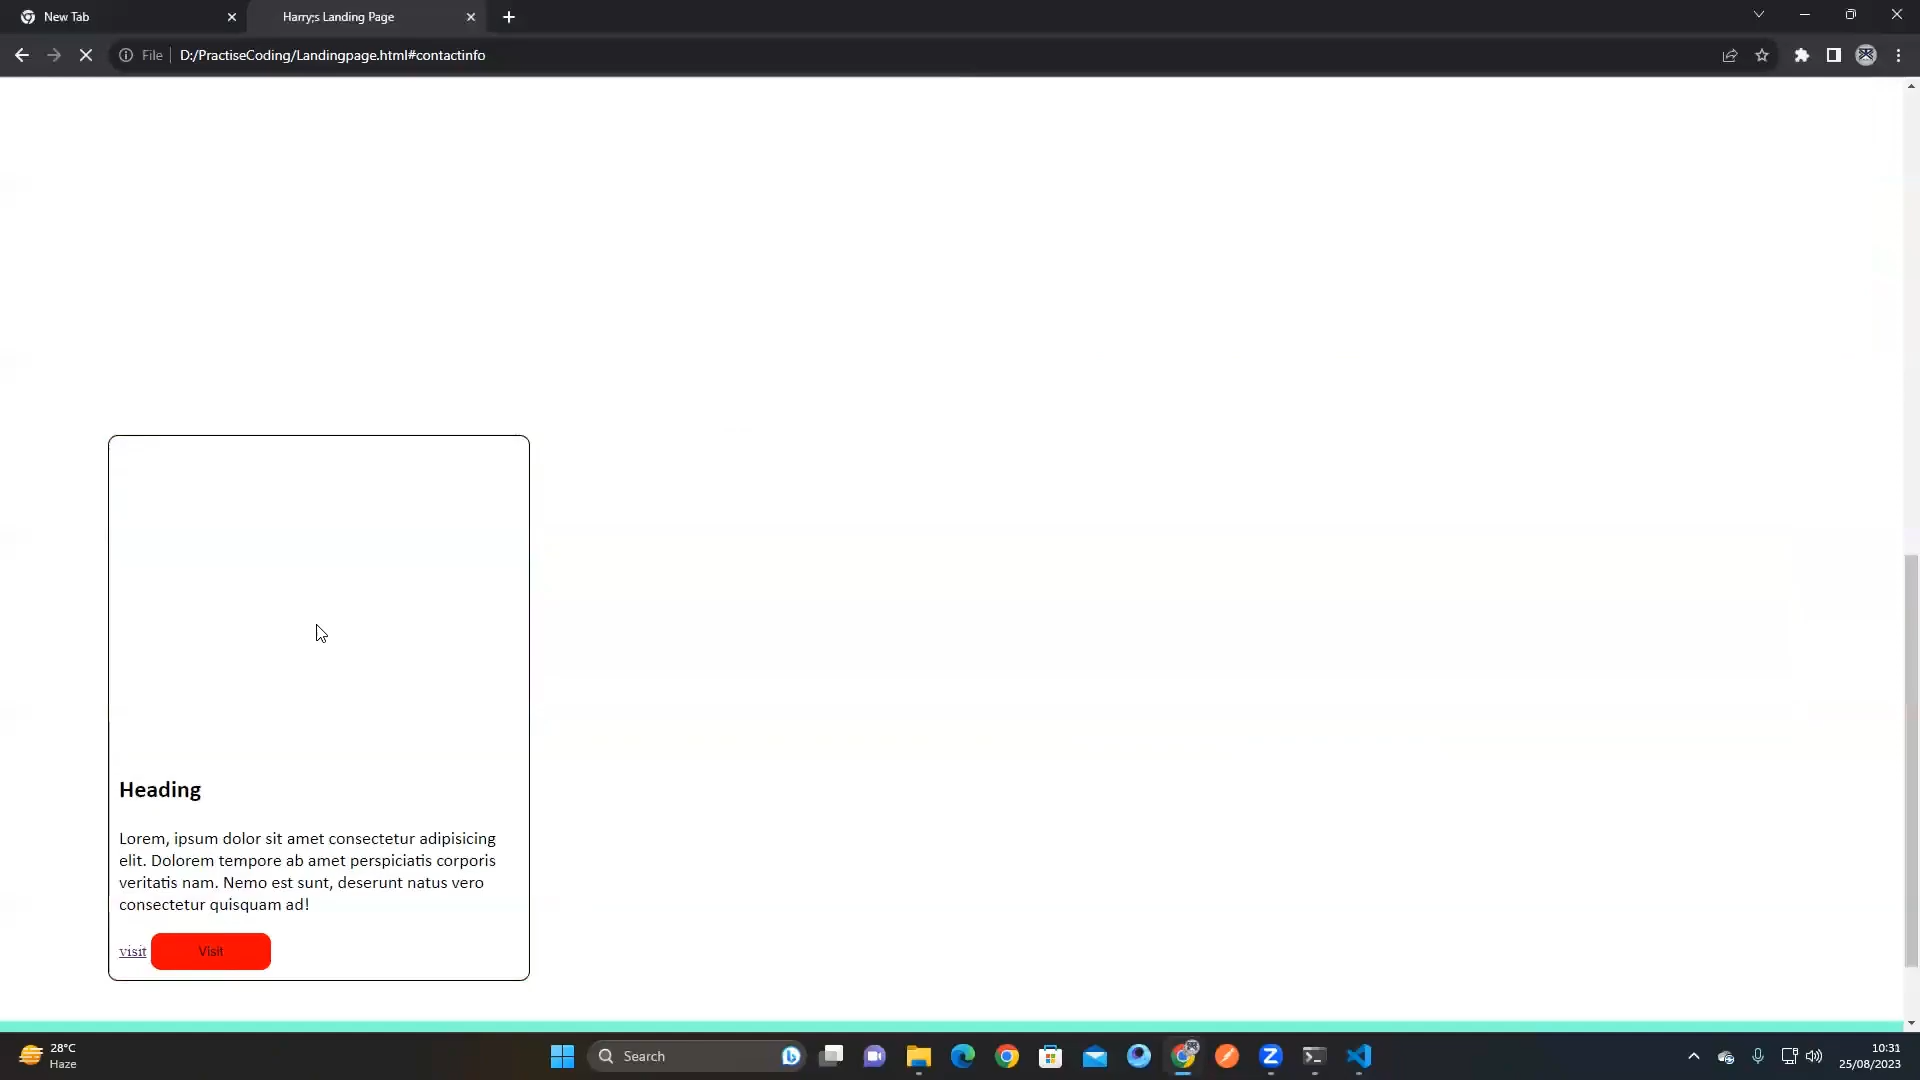 New Tab
Harry;s Landing Page
File
D:/PractiseCoding/Landingpage.html#contactinfo
Heading
Lorem, ipsum dolor sit amet consectetur adipisicing
elit. Dolorem tempore ab amet perspiciatis corporis
veritatis nam. Nemo est sunt, deserunt natus vero
consectetur quisquam ad!
visit
Visit
28°C
Haze
Search
10:31
25/08/2023